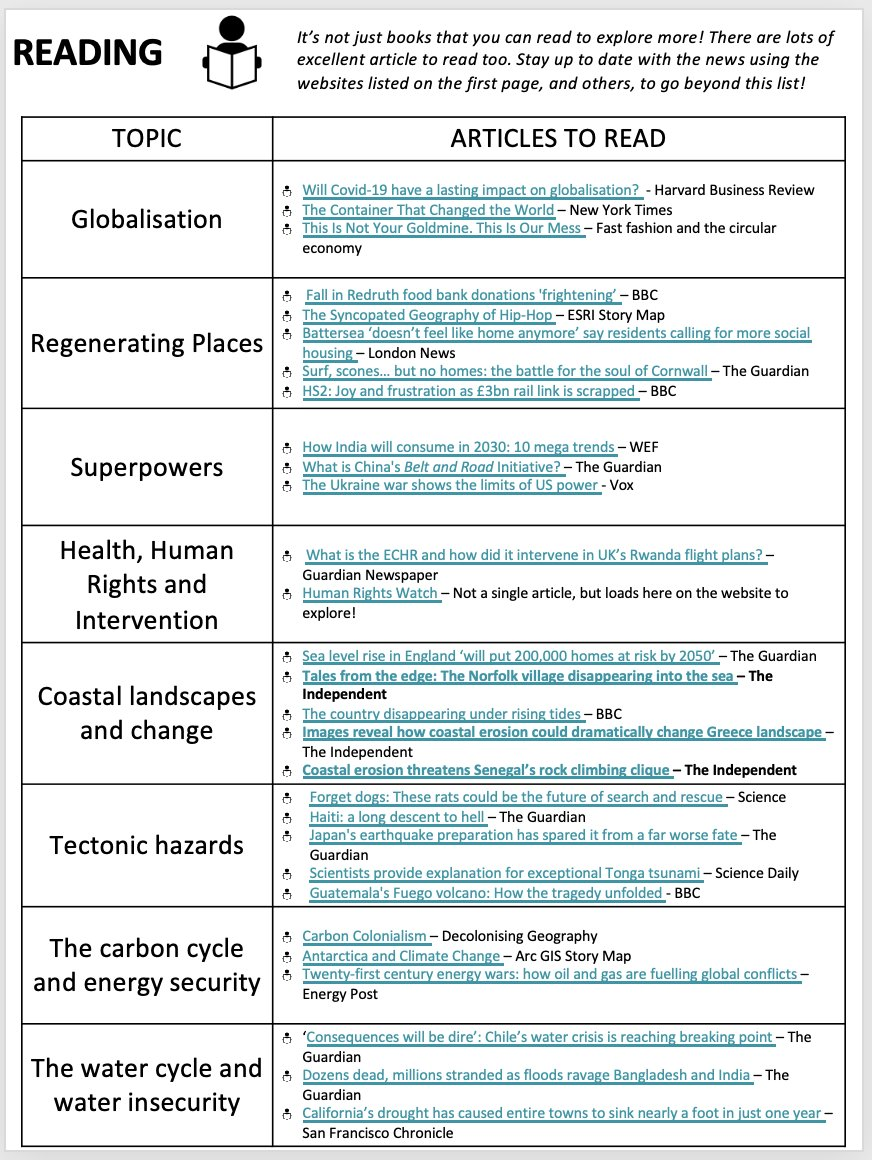 READING
It’s not just books that you can read to explore more! There are lots of
excellent article to read too. Stay up to date with the news using the
websites listed on the first page, and others, to go beyond this list!
TOPIC
ARTICLES TO READ
Globalisation
Will Covid-19 have a lasting impact on globalisation? - Harvard Business Review
The Container That Changed the World – New York Times
This Is Not Your Goldmine. This Is Our Mess – Fast fashion and the circular
economy
Regenerating Places
Fall in Redruth food bank donations 'frightening’ – BBC
The Syncopated Geography of Hip-Hop – ESRI Story Map
Battersea ‘doesn’t feel like home anymore’ say residents calling for more social
housing – London News
Surf, scones… but no homes: the battle for the soul of Cornwall – The Guardian
HS2: Joy and frustration as £3bn rail link is scrapped – BBC
Superpowers
How India will consume in 2030: 10 mega trends – WEF
What is China's Belt and Road Initiative? – The Guardian
The Ukraine war shows the limits of US power - Vox
Health, Human
Rights and
Intervention
What is the ECHR and how did it intervene in UK’s Rwanda flight plans? –
Guardian Newspaper
Human Rights Watch – Not a single article, but loads here on the website to
explore!
Coastal landscapes
and change
Sea level rise in England ‘will put 200,000 homes at risk by 2050’ – The Guardian
Tales from the edge: The Norfolk village disappearing into the sea – The
Independent
The country disappearing under rising tides – BBC
Images reveal how coastal erosion could dramatically change Greece landscape –
The Independent
Coastal erosion threatens Senegal’s rock climbing clique – The Independent
Tectonic hazards
Forget dogs: These rats could be the future of search and rescue – Science
Haiti: a long descent to hell – The Guardian
Japan's earthquake preparation has spared it from a far worse fate – The
Guardian
Scientists provide explanation for exceptional Tonga tsunami – Science Daily
Guatemala's Fuego volcano: How the tragedy unfolded - BBC
The carbon cycle
and energy security
Carbon Colonialism – Decolonising Geography
Antarctica and Climate Change – Arc GIS Story Map
Twenty-first century energy wars: how oil and gas are fuelling global conflicts –
Energy Post
The water cycle and
water insecurity
‘Consequences will be dire’: Chile’s water crisis is reaching breaking point – The
Guardian
Dozens dead, millions stranded as floods ravage Bangladesh and India – The
Guardian
California’s drought has caused entire towns to sink nearly a foot in just one year –
San Francisco Chronicle